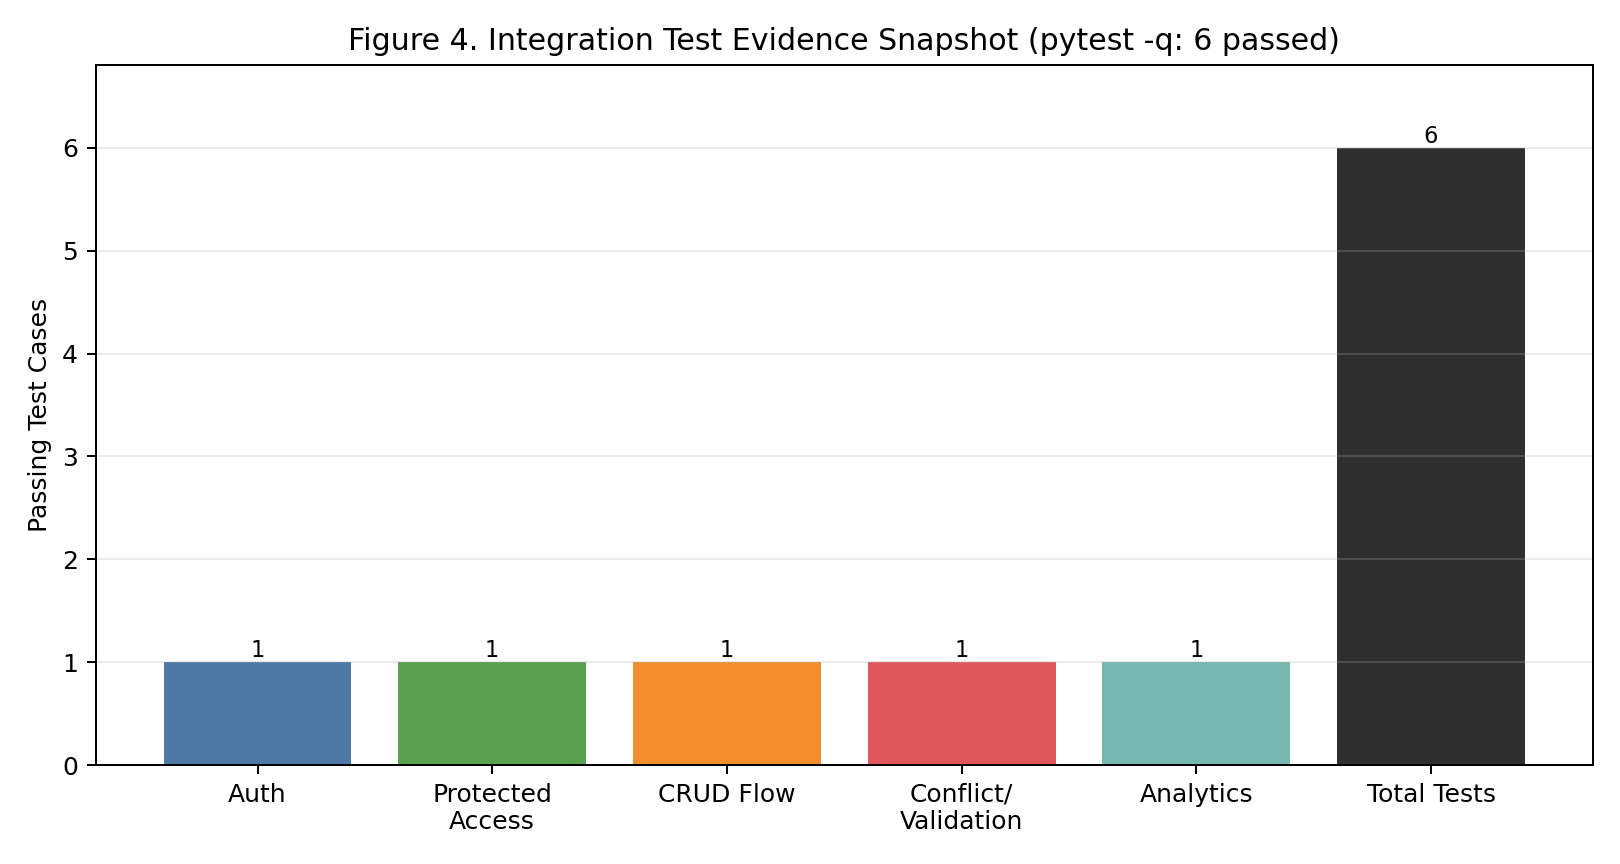 Figure 4. Integration Test Evidence Snapshot (pytest -q: 6 passed)
Passing Test Cases
6
5
4
3
2
1
0
1
1
1
1
1
6
Auth
Protected
Access
CRUD Flow
Conflict/
Validation
Analytics
Total Tests